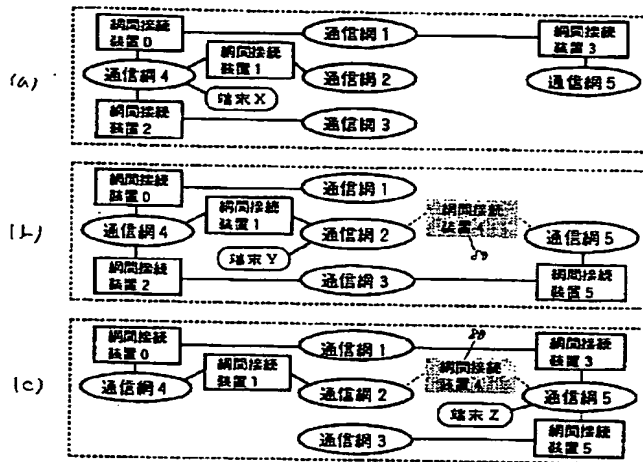 (a)
網間接続
装置0
通信網1
網間接続
装置3
通信網4
網間接続
装置1
通信網2
通信網5
端末X
網間接続
装置2
通信網3
(b)
網間接続
装置0
通信網1
通信網4
網間接続
装置1
通信網2
網間接続
装置4
通信網5
端末Y
80
網間接続
装置2
通信網3
網間接続
装置5
(c)
80
網間接続
装置0
通信網1
網間接続
装置3
通信網4
網間接続
装置1
通信網2
網間接続
装置4
通信網5
端末Z
通信網3
網間接続
装置5